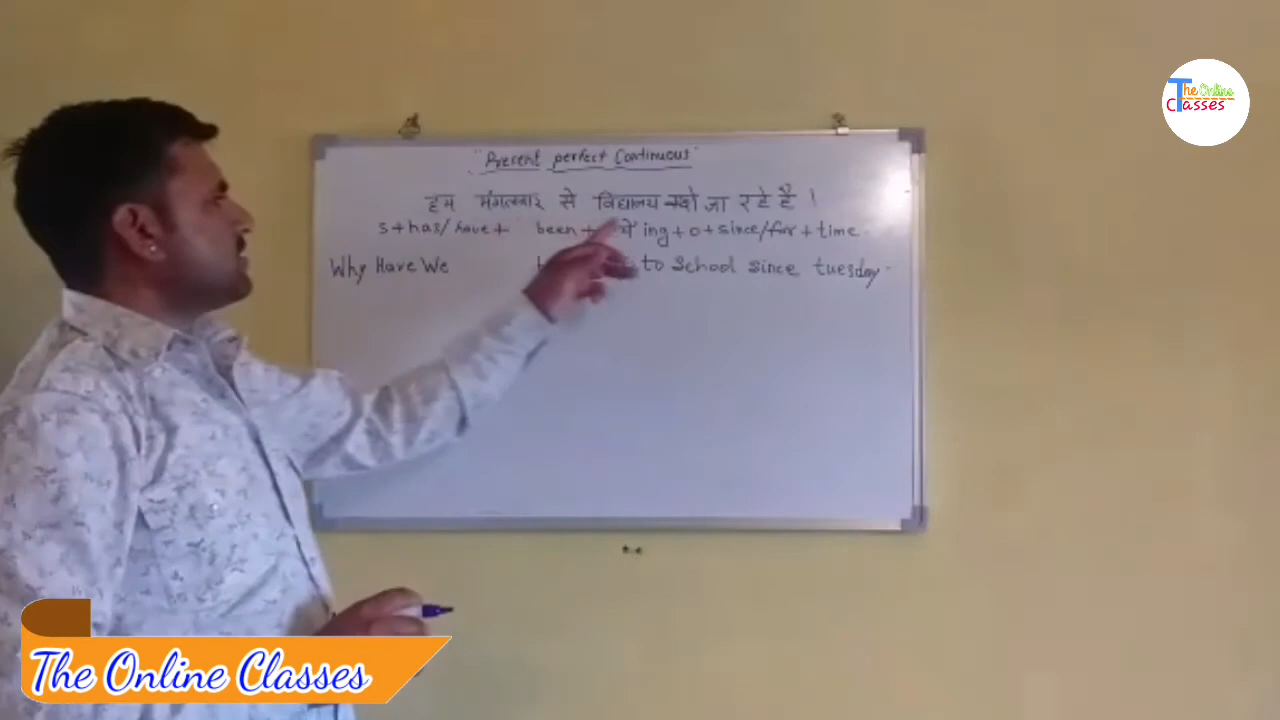 "Present perfect Continuous"
हम मंगलवार से विद्यालय जा रहे है ।
s+has/have+ been+ ing+o+since/for+time.
Why Have We to School since tuesday.
The Online
Classes
The Online Classes